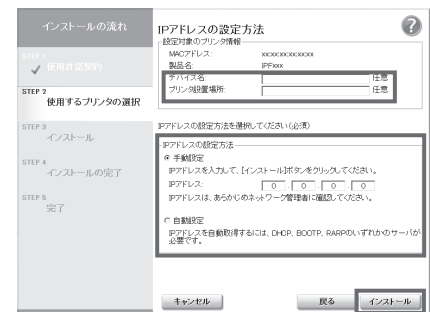 インストールの流れ
STEP 1
使用許諾契約
STEP 2
使用するプリンタの選択
STEP 3
インストール
STEP 4
インストールの完了
STEP 5
完了
IPアドレスの設定方法
?
設定対象のプリンタ情報
MACアドレス: xxxxxxxxxxxx
製品名: iPFxxx
デバイス名: 任意
プリンタ設置場所: 任意
IPアドレスの設定方法を選択してください(必須)
IPアドレスの設定方法
手動設定
IPアドレスを入力して、[インストール]ボタンをクリックしてください。
IPアドレス: 0 . 0 . 0 . 0
IPアドレスは、あらかじめネットワーク管理者に確認してください。
自動設定
IPアドレスを自動取得するには、DHCP、BOOTP、RARPのいずれかのサーバが
必要です。
キャンセル 戻る インストール